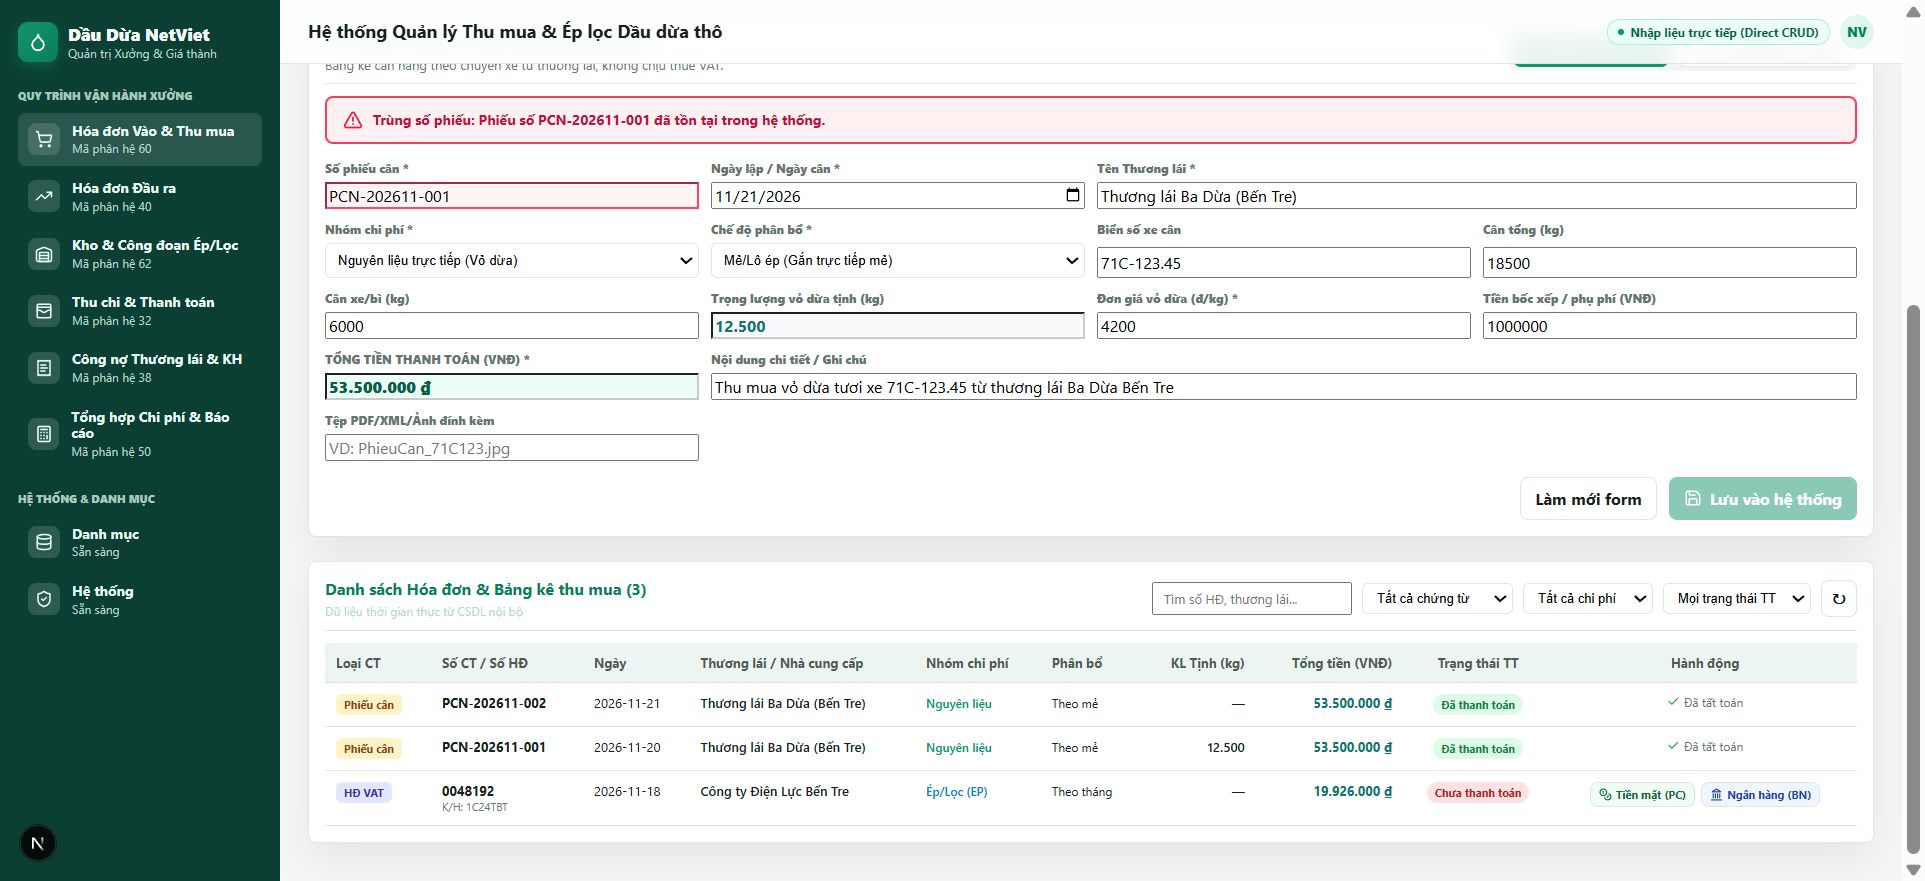 Dầu Dừa NetViet
Quản trị Xưởng & Giá thành
QUY TRÌNH VẬN HÀNH XƯỞNG
Hóa đơn Vào & Thu mua
Mã phân hệ 60
Hóa đơn Đầu ra
Mã phân hệ 40
Kho & Công đoạn Ép/Lọc
Mã phân hệ 62
Thu chi & Thanh toán
Mã phân hệ 32
Công nợ Thương lái & KH
Mã phân hệ 38
Tổng hợp Chi phí & Báo
cáo
Mã phân hệ 50
HỆ THỐNG & DANH MỤC
Danh mục
Sẵn sàng
Hệ thống
Sẵn sàng
N
Hệ thống Quản lý Thu mua & Ép lọc Dầu dừa thô
Nhập liệu trực tiếp (Direct CRUD)
NV
Bảng kê cân hàng theo chuyến xe từ thương lái, không chịu thuế VAT.
Trùng số phiếu: Phiếu số PCN-202611-001 đã tồn tại trong hệ thống.
Số phiếu cân * Ngày lập / Ngày cân * Tên Thương lái *
PCN-202611-001 11/21/2026 Thương lái Ba Dừa (Bến Tre)
Nhóm chi phí * Chế độ phân bổ * Biển số xe cân Cân tổng (kg)
Nguyên liệu trực tiếp (Vỏ dừa) Mẻ/Lô ép (Gắn trực tiếp mẻ) 71C-123.45 18500
Cân xe/bì (kg) Trọng lượng vỏ dừa tịnh (kg) Đơn giá vỏ dừa (đ/kg) * Tiền bốc xếp / phụ phí (VNĐ)
6000 12.500 4200 1000000
TỔNG TIỀN THANH TOÁN (VNĐ) * Nội dung chi tiết / Ghi chú
53.500.000 ₫ Thu mua vỏ dừa tươi xe 71C-123.45 từ thương lái Ba Dừa Bến Tre
Tệp PDF/XML/Ảnh đính kèm
VD: PhieuCan_71C123.jpg
Làm mới form Lưu vào hệ thống
Danh sách Hóa đơn & Bảng kê thu mua (3)
Dữ liệu thời gian thực từ CSDL nội bộ
Tìm số HĐ, thương lái... Tất cả chứng từ Tất cả chi phí Mọi trạng thái TT
Loại CT Số CT / Số HĐ Ngày Thương lái / Nhà cung cấp Nhóm chi phí Phân bổ KL Tịnh (kg) Tổng tiền (VNĐ) Trạng thái TT Hành động
Phiếu cân PCN-202611-002 2026-11-21 Thương lái Ba Dừa (Bến Tre) Nguyên liệu Theo mẻ — 53.500.000 ₫ Đã thanh toán Đã tất toán
Phiếu cân PCN-202611-001 2026-11-20 Thương lái Ba Dừa (Bến Tre) Nguyên liệu Theo mẻ 12.500 53.500.000 ₫ Đã thanh toán Đã tất toán
HĐ VAT 0048192 2026-11-18 Công ty Điện Lực Bến Tre Ép/Lọc (EP) Theo tháng — 19.926.000 ₫ Chưa thanh toán Tiền mặt (PC) Ngân hàng (BN)
K/H: 1C24TBT